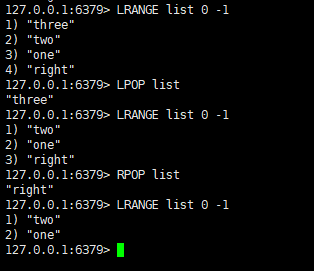 127.0.0.1:6379> LRANGE list 0 -1
1) "three"
2) "two"
3) "one"
4) "right"
127.0.0.1:6379> LPOP list
"three"
127.0.0.1:6379> LRANGE list 0 -1
1) "two"
2) "one"
3) "right"
127.0.0.1:6379> RPOP list
"right"
127.0.0.1:6379> LRANGE list 0 -1
1) "two"
2) "one"
127.0.0.1:6379>